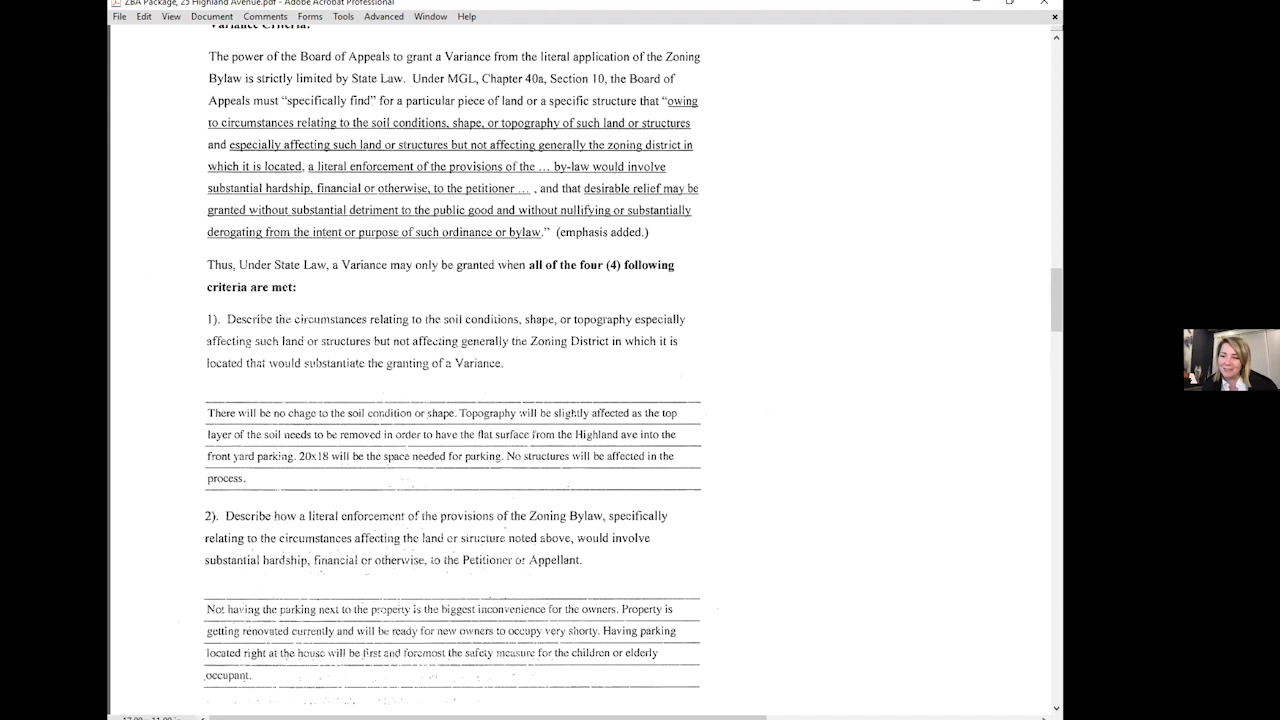 ZBA Package, 25 Highland Avenue.pdf - Adobe Acrobat Professional
File Edit View Document Comments Forms Tools Advanced Window Help
Variance Criteria:
The power of the Board of Appeals to grant a Variance from the literal application of the Zoning
Bylaw is strictly limited by State Law. Under MGL, Chapter 40a, Section 10, the Board of
Appeals must “specifically find” for a particular piece of land or a specific structure that “owing
to circumstances relating to the soil conditions, shape, or topography of such land or structures
and especially affecting such land or structures but not affecting generally the zoning district in
which it is located, a literal enforcement of the provisions of the … by-law would involve
substantial hardship, financial or otherwise, to the petitioner … , and that desirable relief may be
granted without substantial detriment to the public good and without nullifying or substantially
derogating from the intent or purpose of such ordinance or bylaw.” (emphasis added.)
Thus, Under State Law, a Variance may only be granted when all of the four (4) following
criteria are met:
1). Describe the circumstances relating to the soil conditions, shape, or topography especially
affecting such land or structures but not affecting generally the Zoning District in which it is
located that would substantiate the granting of a Variance.
There will be no chage to the soil condition or shape. Topography will be slightly affected as the top
layer of the soil needs to be removed in order to have the flat surface from the Highland ave into the
front yard parking. 20x18 will be the space needed for parking. No structures will be affected in the
process.
2). Describe how a literal enforcement of the provisions of the Zoning Bylaw, specifically
relating to the circumstances affecting the land or structure noted above, would involve
substantial hardship, financial or otherwise, to the Petitioner or Appellant.
Not having the parking next to the property is the biggest inconvenience for the owners. Property is
getting renovated currently and will be ready for new owners to occupy very shorty. Having parking
located right at the house will be first and foremost the safety measure for the children or elderly
occupant.